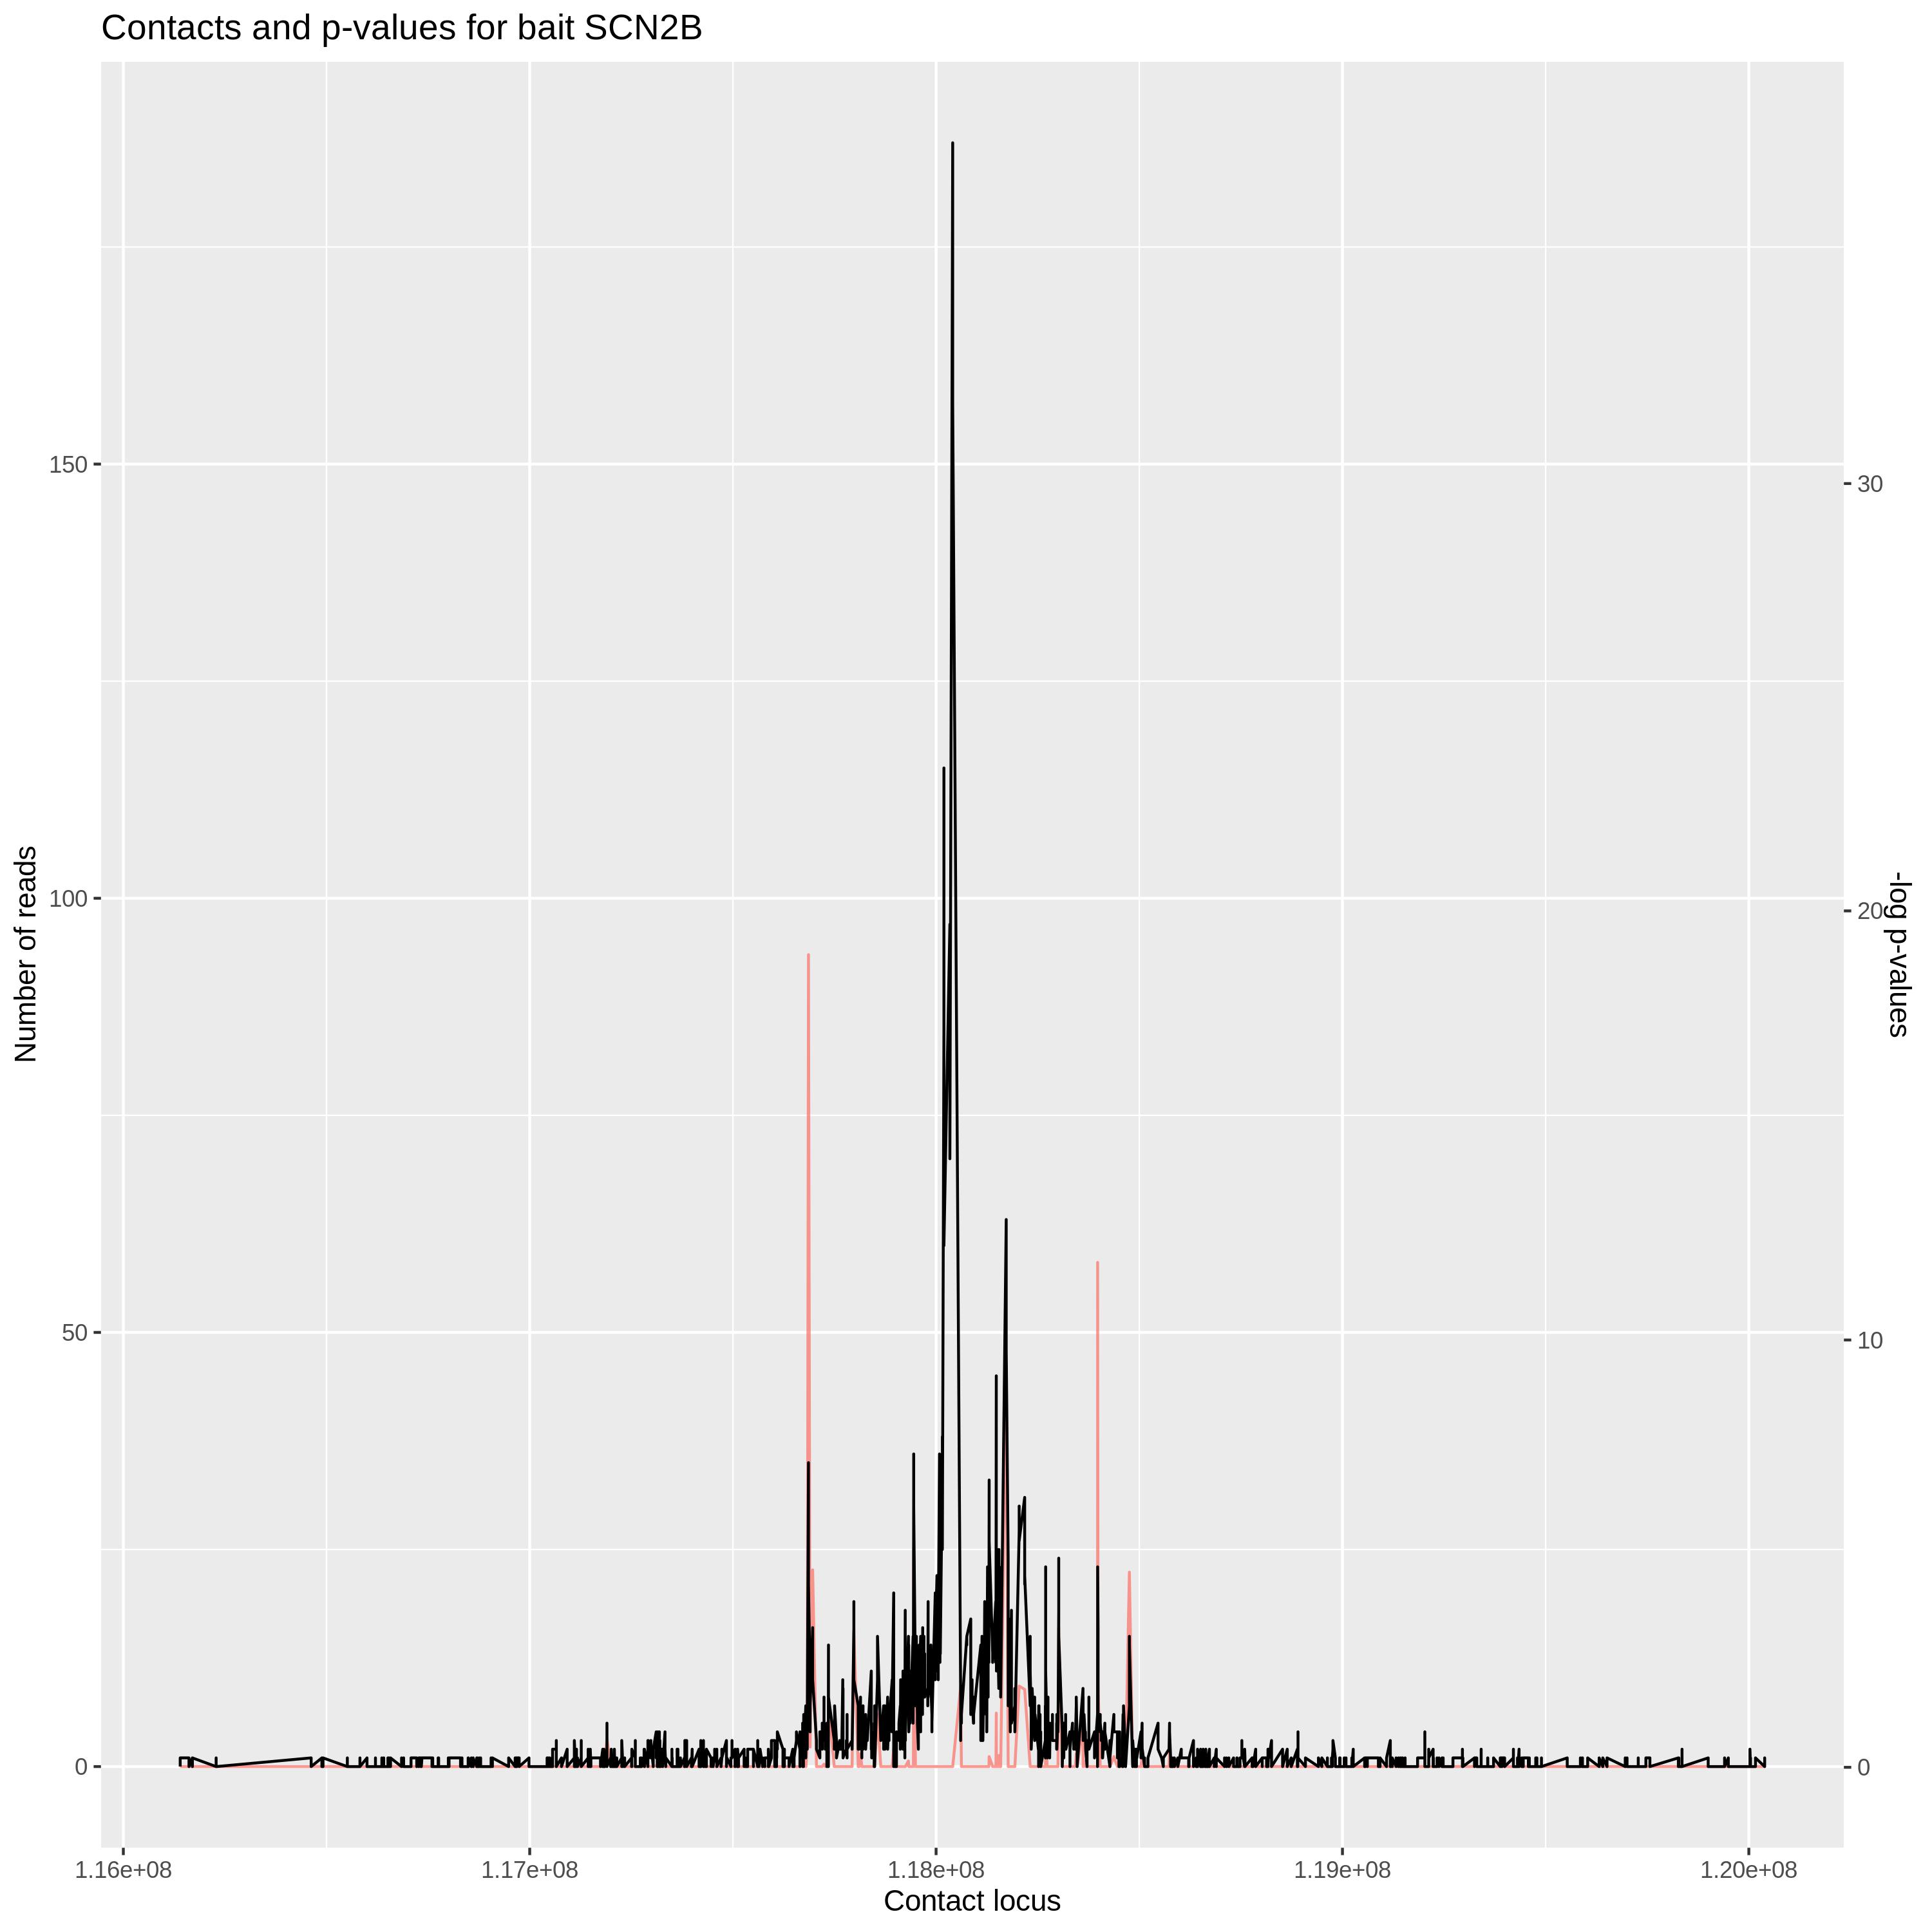 Contacts and p-values for bait SCN2B
150
100
50
0
30
20
10
0
Number of reads
-log p-values
1.16e+08 1.17e+08 1.18e+08 1.19e+08 1.20e+08
Contact locus